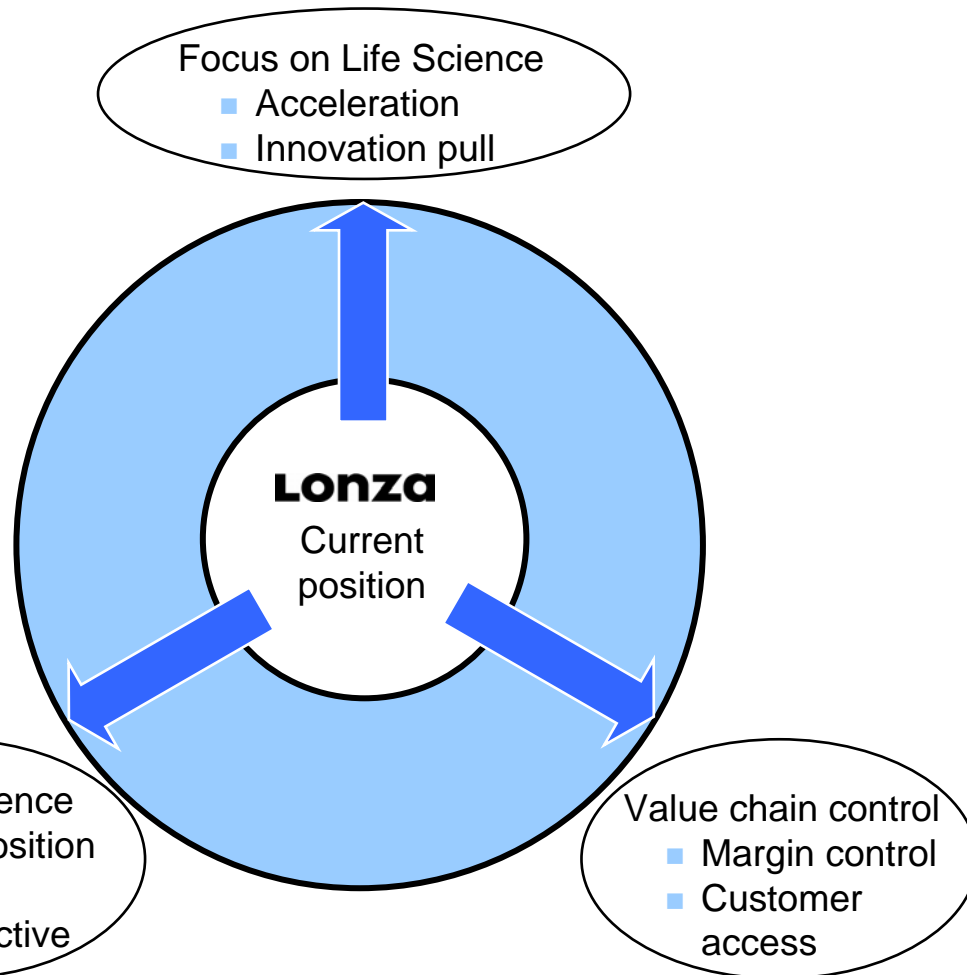 Focus on Life Science
Acceleration
Innovation pull
Lonza
Current
position
ence
osition
ctive
Value chain control
Margin control
Customer
access